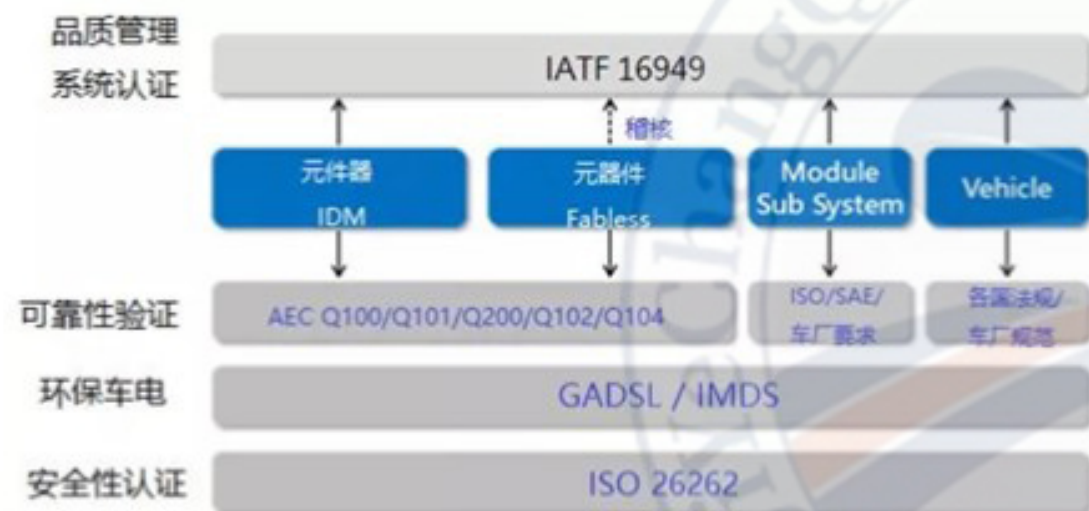 品质管理
系统认证
IATF 16949
稽核
元件器
IDM
元器件
Fabless
Module
Sub System
Vehicle
可靠性验证
AEC Q100/Q101/Q200/Q102/Q104
ISO/SAE/
车厂要求
各国法规/
车厂规范
环保车电
GADSL / IMDS
安全性认证
ISO 26262